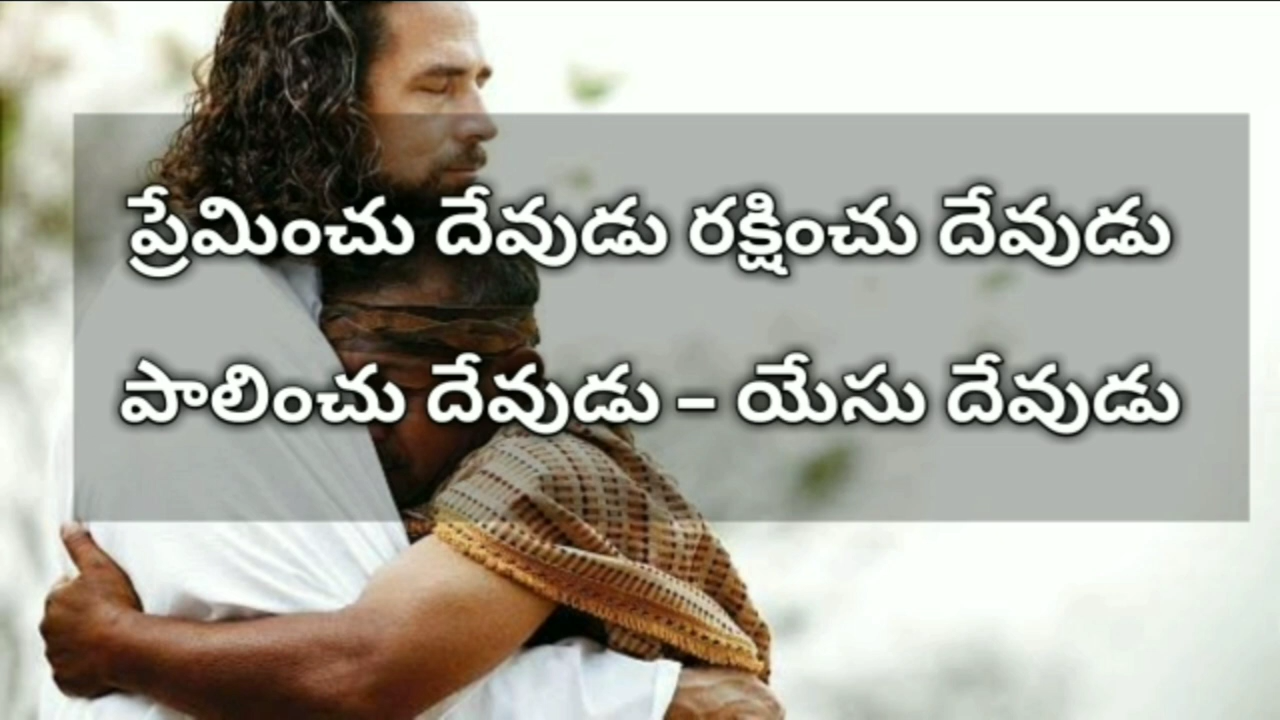 ప్రేమించు దేవుడు రక్షించు దేవుడు
పాలించు దేవుడు – యేసు దేవుడు